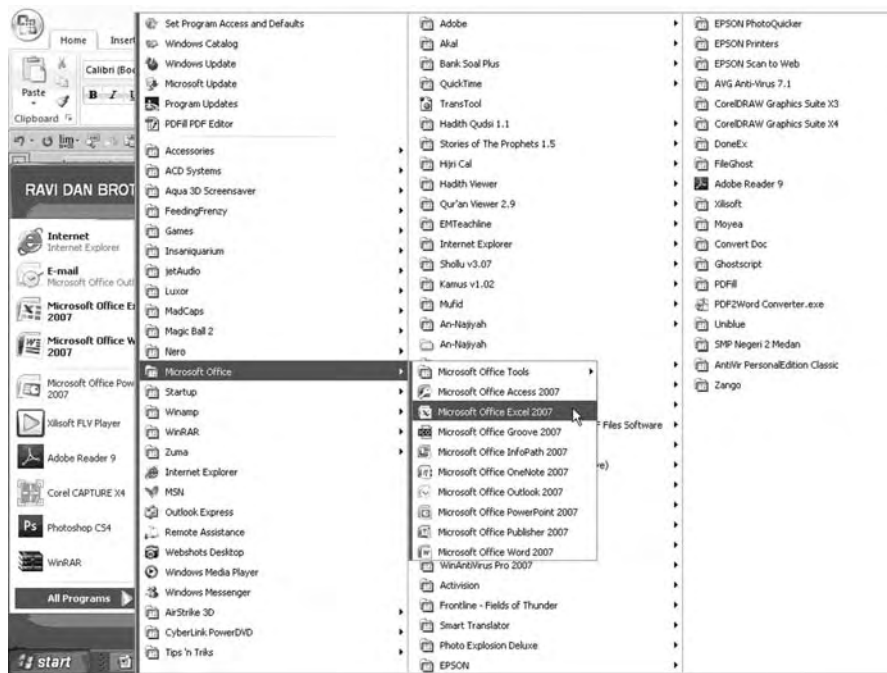 Home Insert
Calibri (Bo
Paste
B I U
Clipboard
RAVI DAN BROT
Internet
Internet Explorer
E-mail
Microsoft Office Outl
Microsoft Office Ex
2007
Microsoft Office W
2007
Microsoft Office Pow
2007
Xilisoft FLV Player
Adobe Reader 9
Corel CAPTURE X4
Ps Photoshop CS4
WinRAR
All Programs
start
Set Program Access and Defaults
Windows Catalog
Windows Update
Microsoft Update
Program Updates
PDFill PDF Editor
Accessories
ACD Systems
Aqua 3D Screensaver
FeedingFrenzy
Games
Insaniquarium
jetAudio
Luxor
MadCaps
Magic Ball 2
Nero
Microsoft Office
Startup
Winamp
WinRAR
Zuma
Internet Explorer
MSN
Outlook Express
Remote Assistance
Webshots Desktop
Windows Media Player
Windows Messenger
AirStrike 3D
CyberLink PowerDVD
Tips 'n Triks
Adobe
Akal
Bank Soal Plus
QuickTime
TransTool
Hadith Qudsi 1.1
Stories of The Prophets 1.5
Hijri Cal
Hadith Viewer
Qur'an Viewer 2.9
EMTeachline
Internet Explorer
Shollu v3.07
Kamus v1.02
Mufid
An-Najiyah
An-Najiyah
Microsoft Office Tools
Microsoft Office Access 2007
Microsoft Office Excel 2007
Microsoft Office Groove 2007
Microsoft Office InfoPath 2007
Microsoft Office OneNote 2007
Microsoft Office Outlook 2007
Microsoft Office PowerPoint 2007
Microsoft Office Publisher 2007
Microsoft Office Word 2007
F Files Software
re)
WinAntiVirus Pro 2007
Activision
Frontline - Fields of Thunder
Smart Translator
Photo Explosion Deluxe
EPSON
EPSON PhotoQuicker
EPSON Printers
EPSON Scan to Web
AVG Anti-Virus 7.1
CorelDRAW Graphics Suite X3
CorelDRAW Graphics Suite X4
DoneEx
FileGhost
Adobe Reader 9
Xilisoft
Moyea
Convert Doc
Ghostscript
PDFill
PDF2Word Converter.exe
Uniblue
SMP Negeri 2 Medan
AntiVir PersonalEdition Classic
Zango